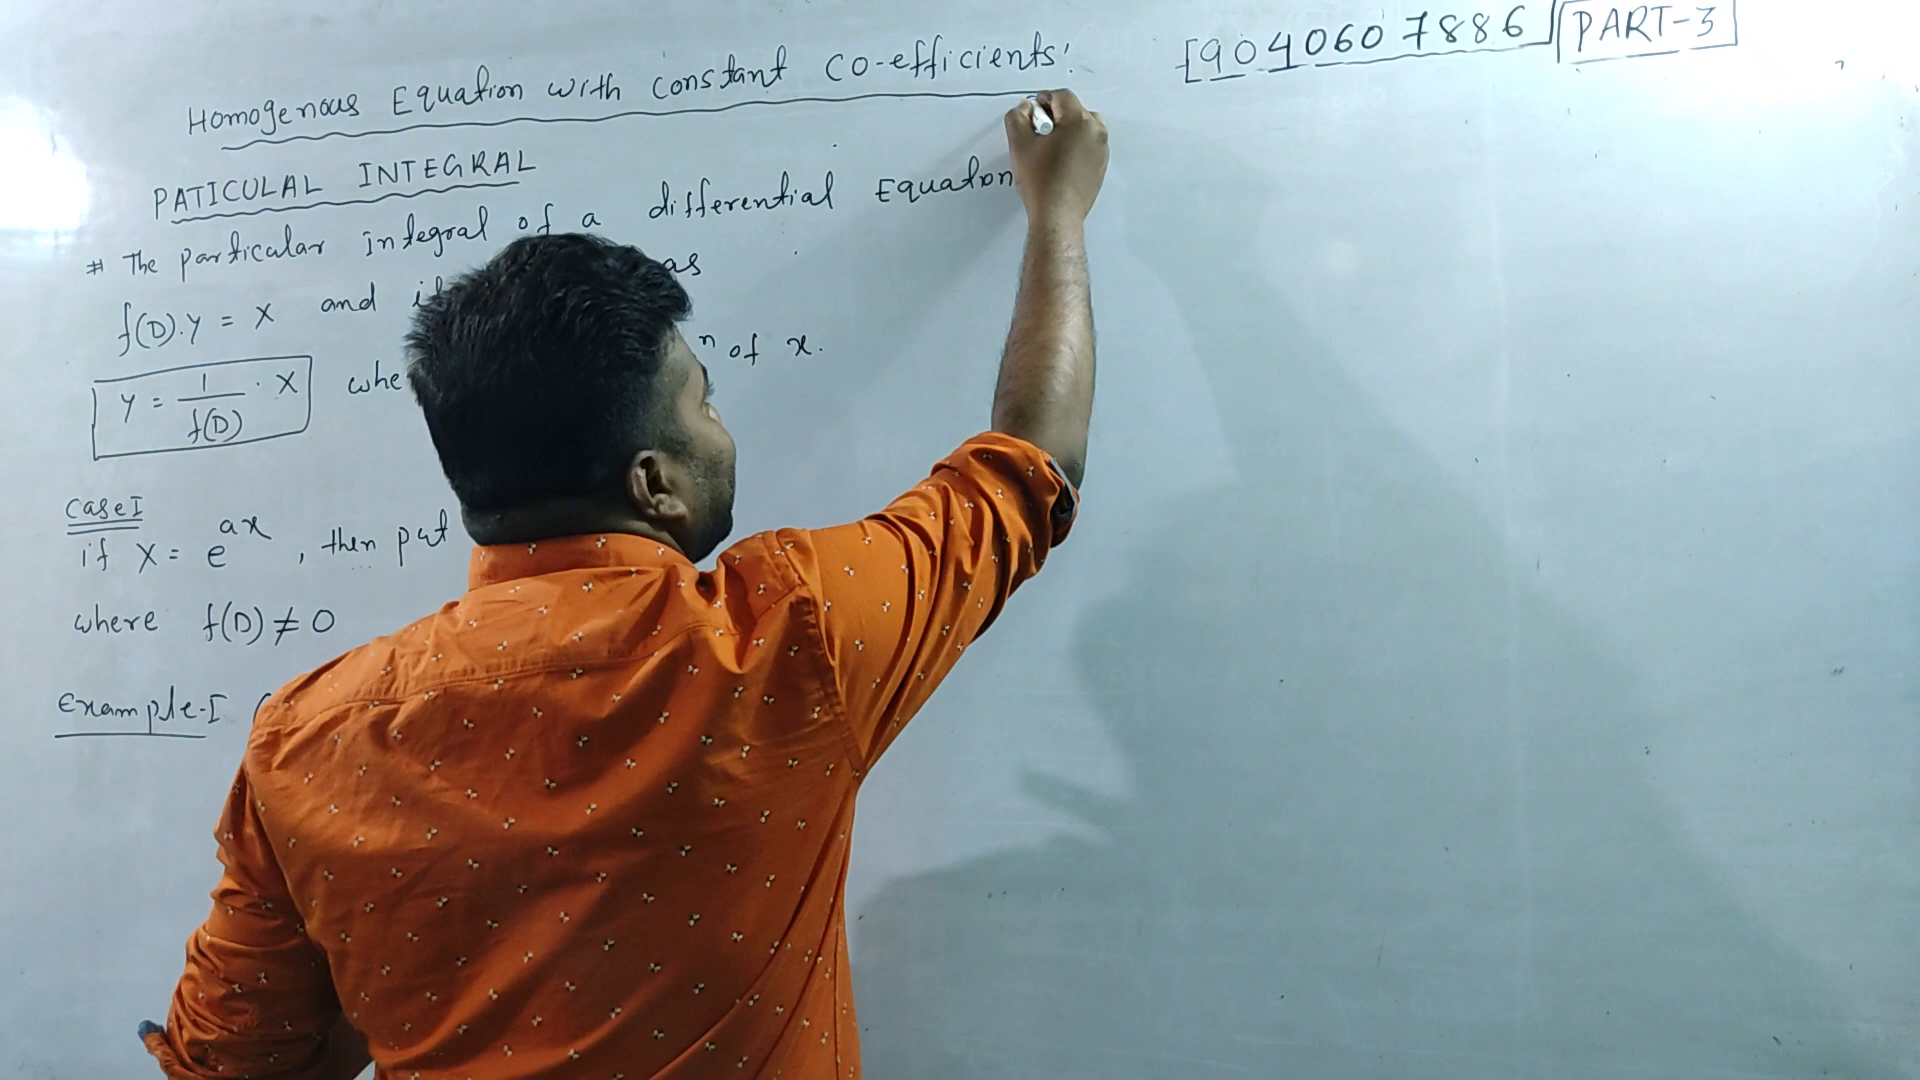 Homogenous Equation with constant CO-efficients!
[9040607886] [PART-3]
PATICULAL INTEGRAL
# The particular integral of a differential Equation
f(D).y = X and as
y = 1/f(D) . X of x.
Case I
if X = e^ax , then put
where f(D) ≠ 0
Example-I